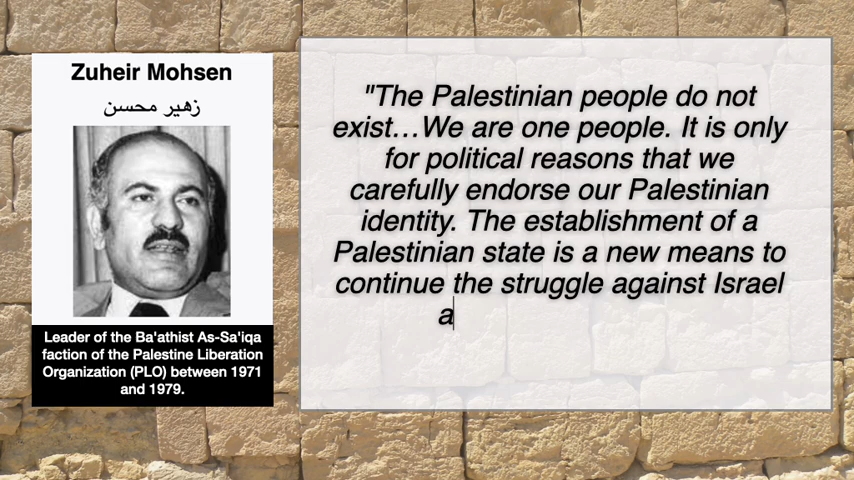 Zuheir Mohsen
زهير محسن
Leader of the Ba'athist As-Sa'iqa
faction of the Palestine Liberation
Organization (PLO) between 1971
and 1979.
"The Palestinian people do not
exist...We are one people. It is only
for political reasons that we
carefully endorse our Palestinian
identity. The establishment of a
Palestinian state is a new means to
continue the struggle against Israel
a